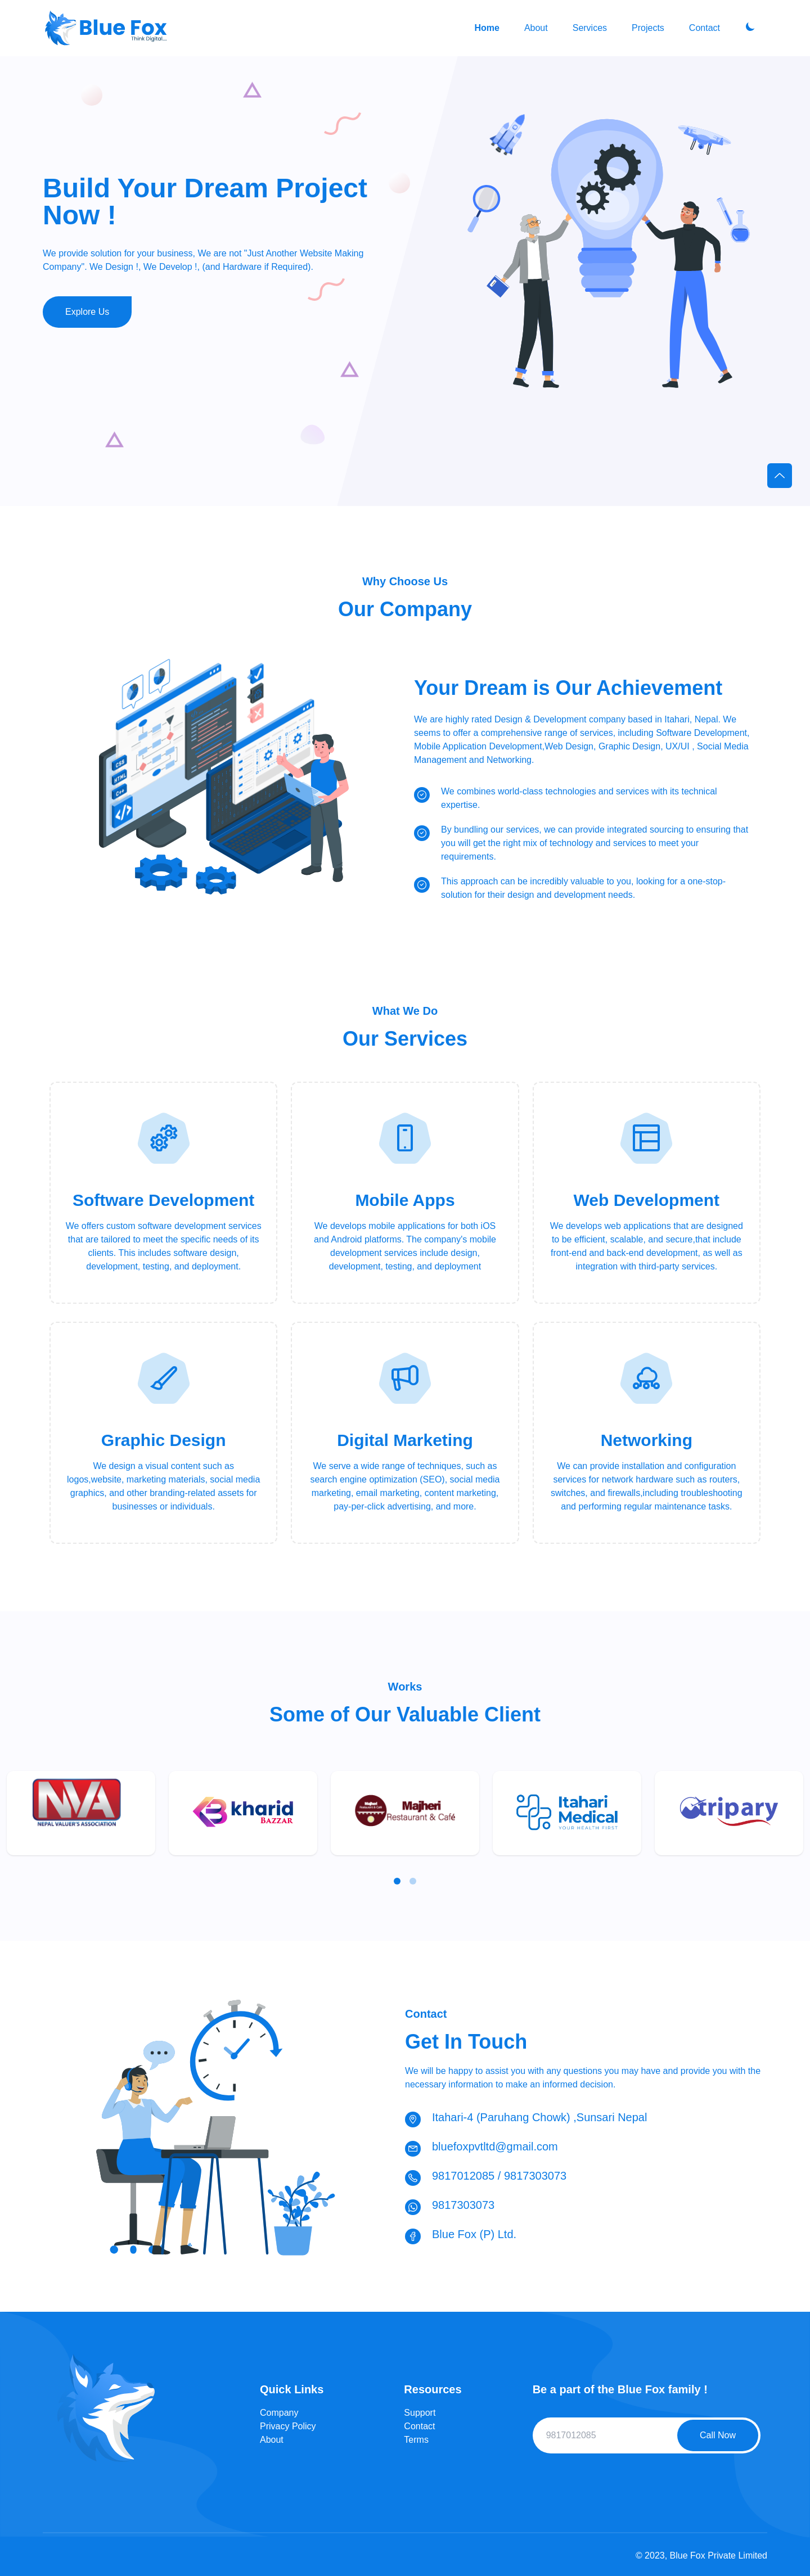 Blue Fox
Think Digital...
Home
About
Services
Projects
Contact
Build Your Dream Project
Now !
We provide solution for your business, We are not "Just Another Website Making
Company". We Design !, We Develop !, (and Hardware if Required).
Explore Us
Why Choose Us
Our Company
CSS
HTML
C++
</>
Your Dream is Our Achievement
We are highly rated Design & Development company based in Itahari, Nepal. We
seems to offer a comprehensive range of services, including Software Development,
Mobile Application Development,Web Design, Graphic Design, UX/UI , Social Media
Management and Networking.
We combines world-class technologies and services with its technical
expertise.
By bundling our services, we can provide integrated sourcing to ensuring that
you will get the right mix of technology and services to meet your
requirements.
This approach can be incredibly valuable to you, looking for a one-stop-
solution for their design and development needs.
What We Do
Our Services
Software Development
We offers custom software development services
that are tailored to meet the specific needs of its
clients. This includes software design,
development, testing, and deployment.
Mobile Apps
We develops mobile applications for both iOS
and Android platforms. The company's mobile
development services include design,
development, testing, and deployment
Web Development
We develops web applications that are designed
to be efficient, scalable, and secure,that include
front-end and back-end development, as well as
integration with third-party services.
Graphic Design
We design a visual content such as
logos,website, marketing materials, social media
graphics, and other branding-related assets for
businesses or individuals.
Digital Marketing
We serve a wide range of techniques, such as
search engine optimization (SEO), social media
marketing, email marketing, content marketing,
pay-per-click advertising, and more.
Networking
We can provide installation and configuration
services for network hardware such as routers,
switches, and firewalls,including troubleshooting
and performing regular maintenance tasks.
Works
Some of Our Valuable Client
NVA
NEPAL VALUER'S ASSOCIATION
kharid
BAZZAR
Majheri
Restaurant & Café
Itahari
Medical
YOUR HEALTH FIRST
tripary
Contact
Get In Touch
We will be happy to assist you with any questions you may have and provide you with the
necessary information to make an informed decision.
Itahari-4 (Paruhang Chowk) ,Sunsari Nepal
bluefoxpvtltd@gmail.com
9817012085 / 9817303073
9817303073
Blue Fox (P) Ltd.
Quick Links
Company
Privacy Policy
About
Resources
Support
Contact
Terms
Be a part of the Blue Fox family !
9817012085
Call Now
© 2023, Blue Fox Private Limited